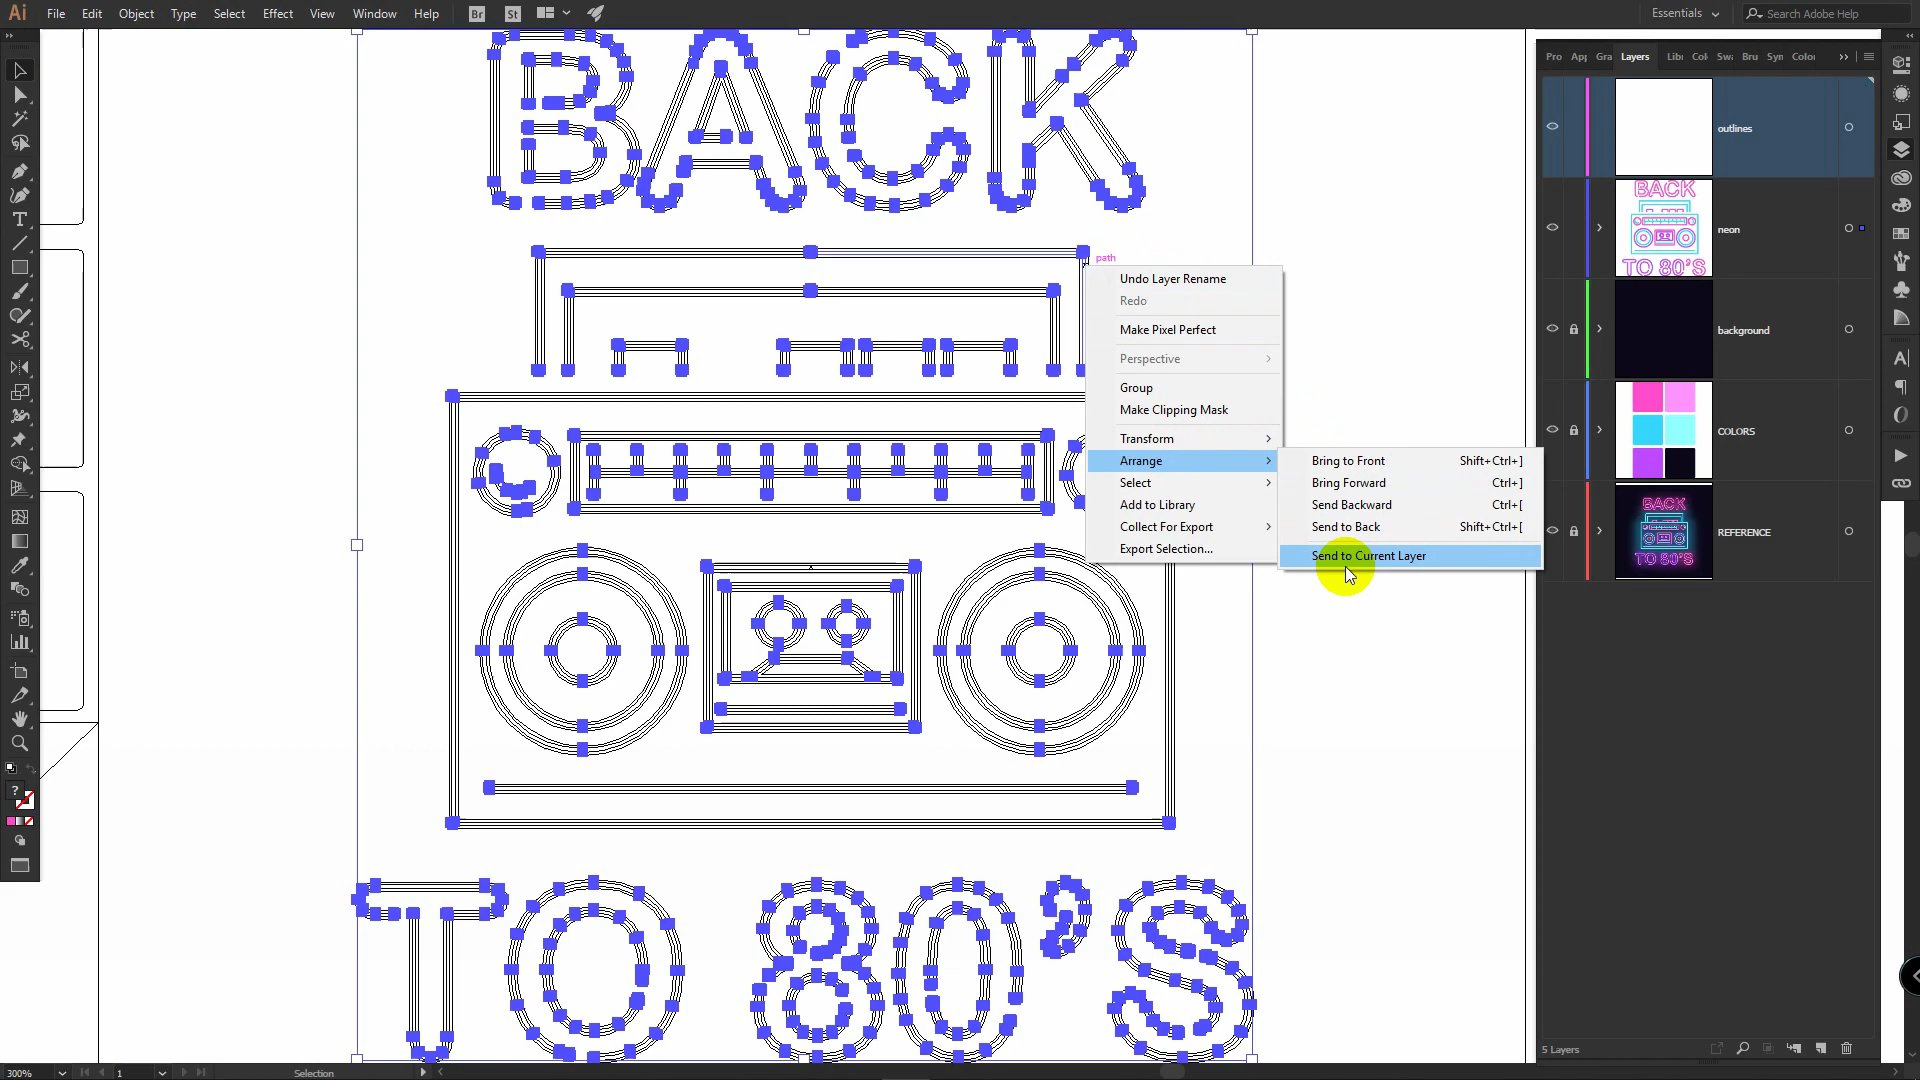 Ai File Edit Object Type Select Effect View Window Help Br St Essentials Search Adobe Help
Pro Layers Bru Syn Color
BACK
path
Undo Layer Rename
Redo
Make Pixel Perfect
Perspective
Group
Make Clipping Mask
Transform
Arrange
Select
Add to Library
Collect For Export
Export Selection...
Bring to Front Shift+Ctrl+]
Bring Forward Ctrl+]
Send Backward Ctrl+[
Send to Back Shift+Ctrl+[
Send to Current Layer
TO 80'S
outlines
BACK
TO 80'S
neon
background
COLORS
BACK
TO 80'S
REFERENCE
5 Layers
300% 1 Selection